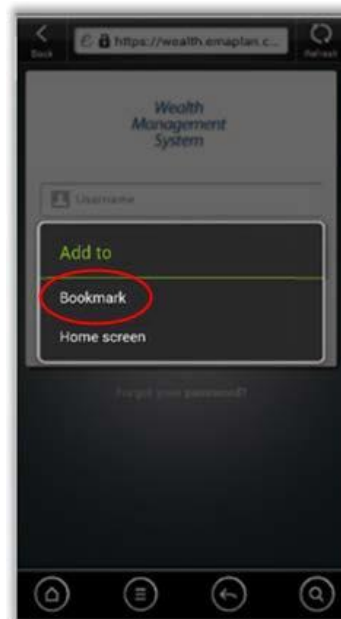 Back
https://wealth.emaplan.c...
Refresh
Wealth
Management
System
Username
Add to
Bookmark
Home screen
Forgot your password?